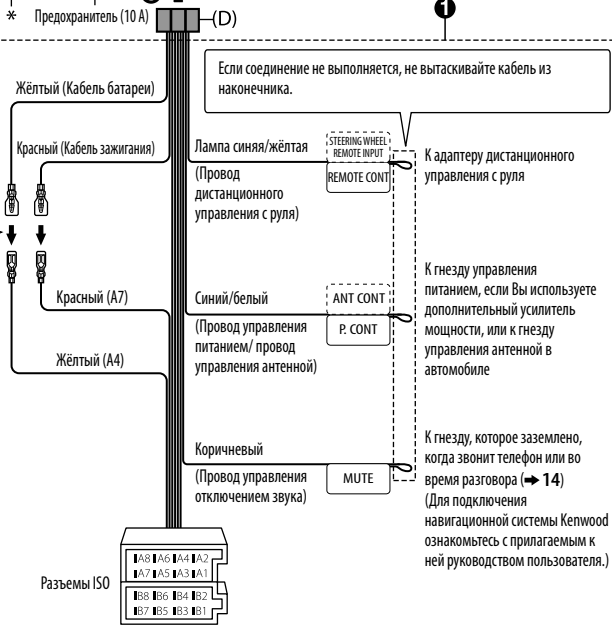 * Предохранитель (10 A)
(D)
1
Если соединение не выполняется, не вытаскивайте кабель из
наконечника.
Жёлтый (Кабель батареи)
Красный (Кабель зажигания)
Лампа синяя/жёлтая
(Провод
дистанционного
управления с руля)
STEERING WHEEL
REMOTE INPUT
REMOTE CONT
К адаптеру дистанционного
управления с руля
Красный (A7)
Жёлтый (A4)
Синий/белый
(Провод управления
питанием/ провод
управления антенной)
ANT CONT
P. CONT
К гнезду управления
питанием, если Вы используете
дополнительный усилитель
мощности, или к гнезду
управления антенной в
автомобиле
Коричневый
(Провод управления
отключением звука)
MUTE
К гнезду, которое заземлено,
когда звонит телефон или во
время разговора (➡ 14)
(Для подключения
навигационной системы Kenwood
ознакомьтесь с прилагаемым к
ней руководством пользователя.)
Разъемы ISO
A8 A6 A4 A2
A7 A5 A3 A1
B8 B6 B4 B2
B7 B5 B3 B1